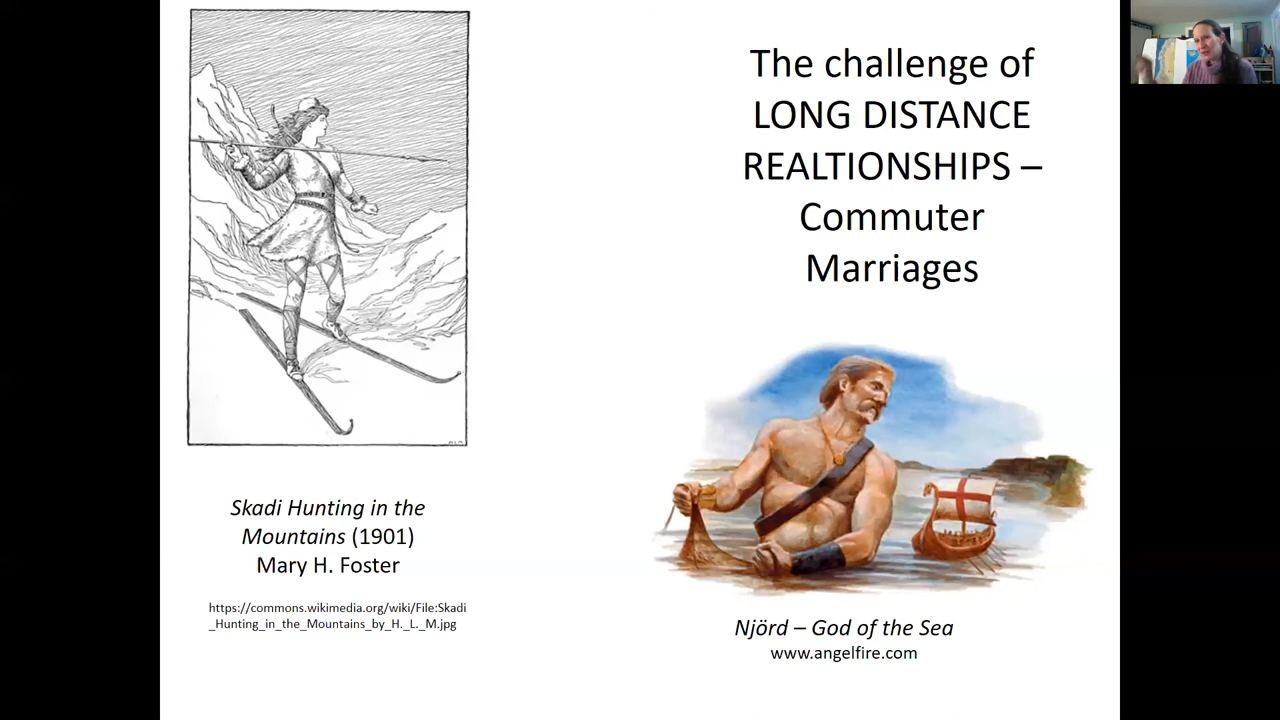 The challenge of
LONG DISTANCE
REALTIONSHIPS –
Commuter
Marriages
Skadi Hunting in the
Mountains (1901)
Mary H. Foster
https://commons.wikimedia.org/wiki/File:Skadi
_Hunting_in_the_Mountains_by_H._L._M.jpg
Njörd – God of the Sea
www.angelfire.com